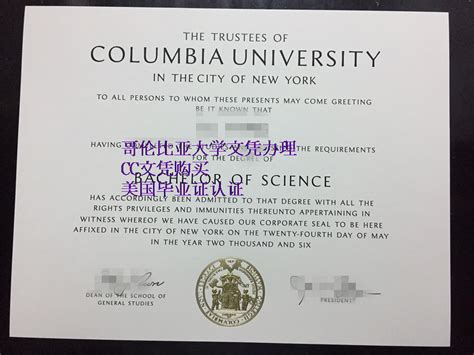 THE TRUSTEES OF
COLUMBIA UNIVERSITY
IN THE CITY OF NEW YORK
TO ALL PERSONS TO WHOM THESE PRESENTS MAY COME GREETING
BE IT KNOWN THAT
哥伦比亚大学文凭办理
HAVING THE REQUIREMENTS
FOR THE DEGREE OF
CC文凭购买
BACHELOR OF SCIENCE
美国毕业证认证
HAS ACCORDINGLY BEEN ADMITTED TO THAT DEGREE WITH ALL THE
RIGHTS PRIVILEGES AND IMMUNITIES THEREUNTO APPERTAINING IN
WITNESS WHEREOF WE HAVE CAUSED OUR CORPORATE SEAL TO BE HERE
AFFIXED IN THE CITY OF NEW YORK ON THE TWENTY-FOURTH DAY OF MAY
IN THE YEAR TWO THOUSAND AND SIX
DEAN OF THE SCHOOL OF
GENERAL STUDIES
PRESIDENT